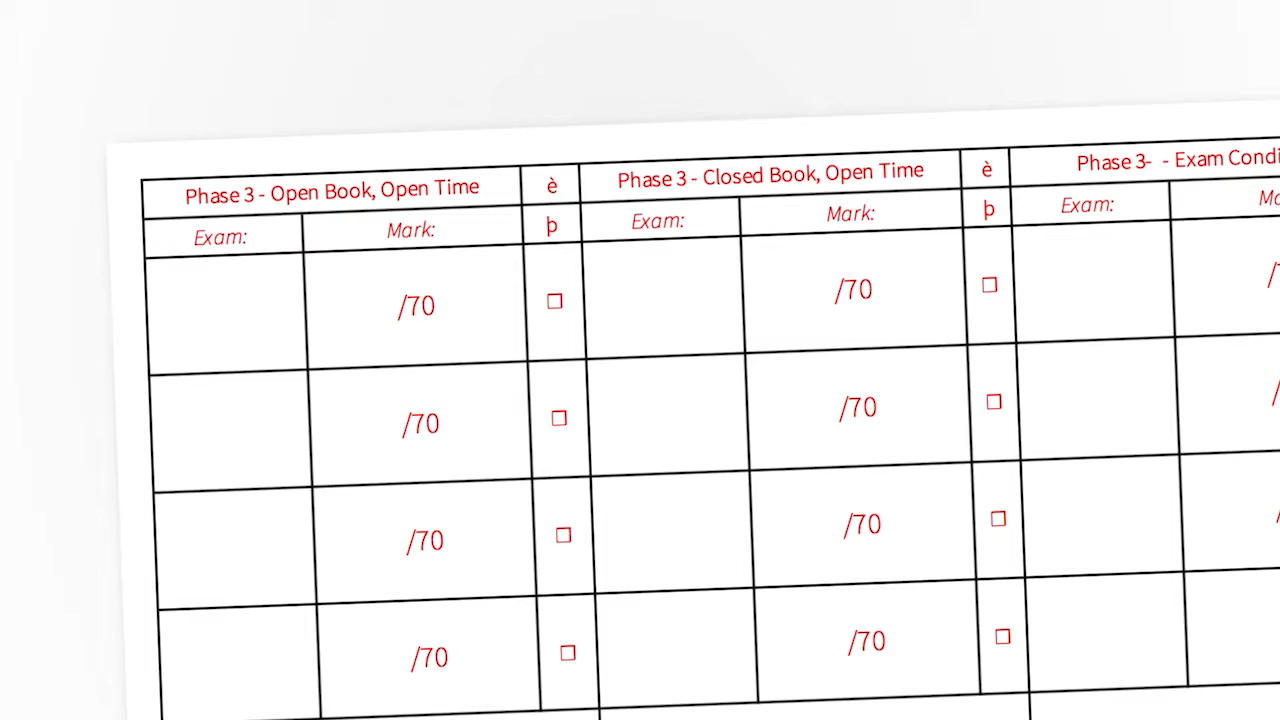 Phase 3 - Open Book, Open Time è Phase 3 - Closed Book, Open Time è Phase 3- - Exam
Exam: Mark: þ Exam: Mark: þ Exam:
/70 ☐ /70 ☐
/70 ☐ /70 ☐
/70 ☐ /70 ☐
/70 ☐ /70 ☐